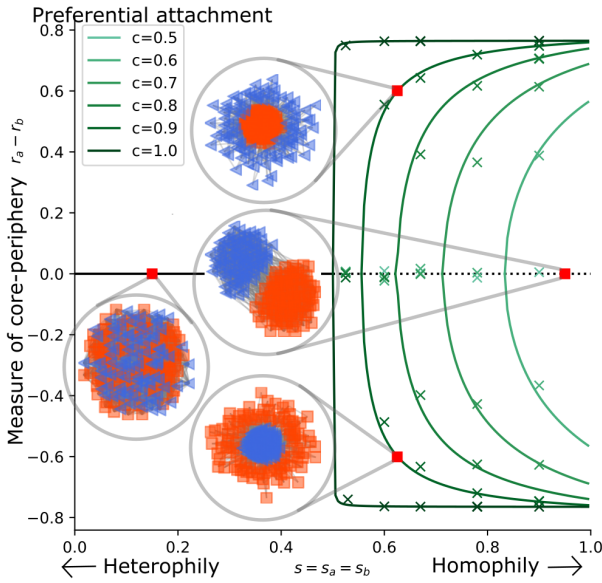 Preferential attachment
c=0.5
c=0.6
c=0.7
c=0.8
c=0.9
c=1.0
Measure of core-periphery r_a − r_b
0.8
0.6
0.4
0.2
0.0
−0.2
−0.4
−0.6
−0.8
0.0 0.2 0.4 0.6 0.8 1.0
← Heterophily s = s_a = s_b Homophily →